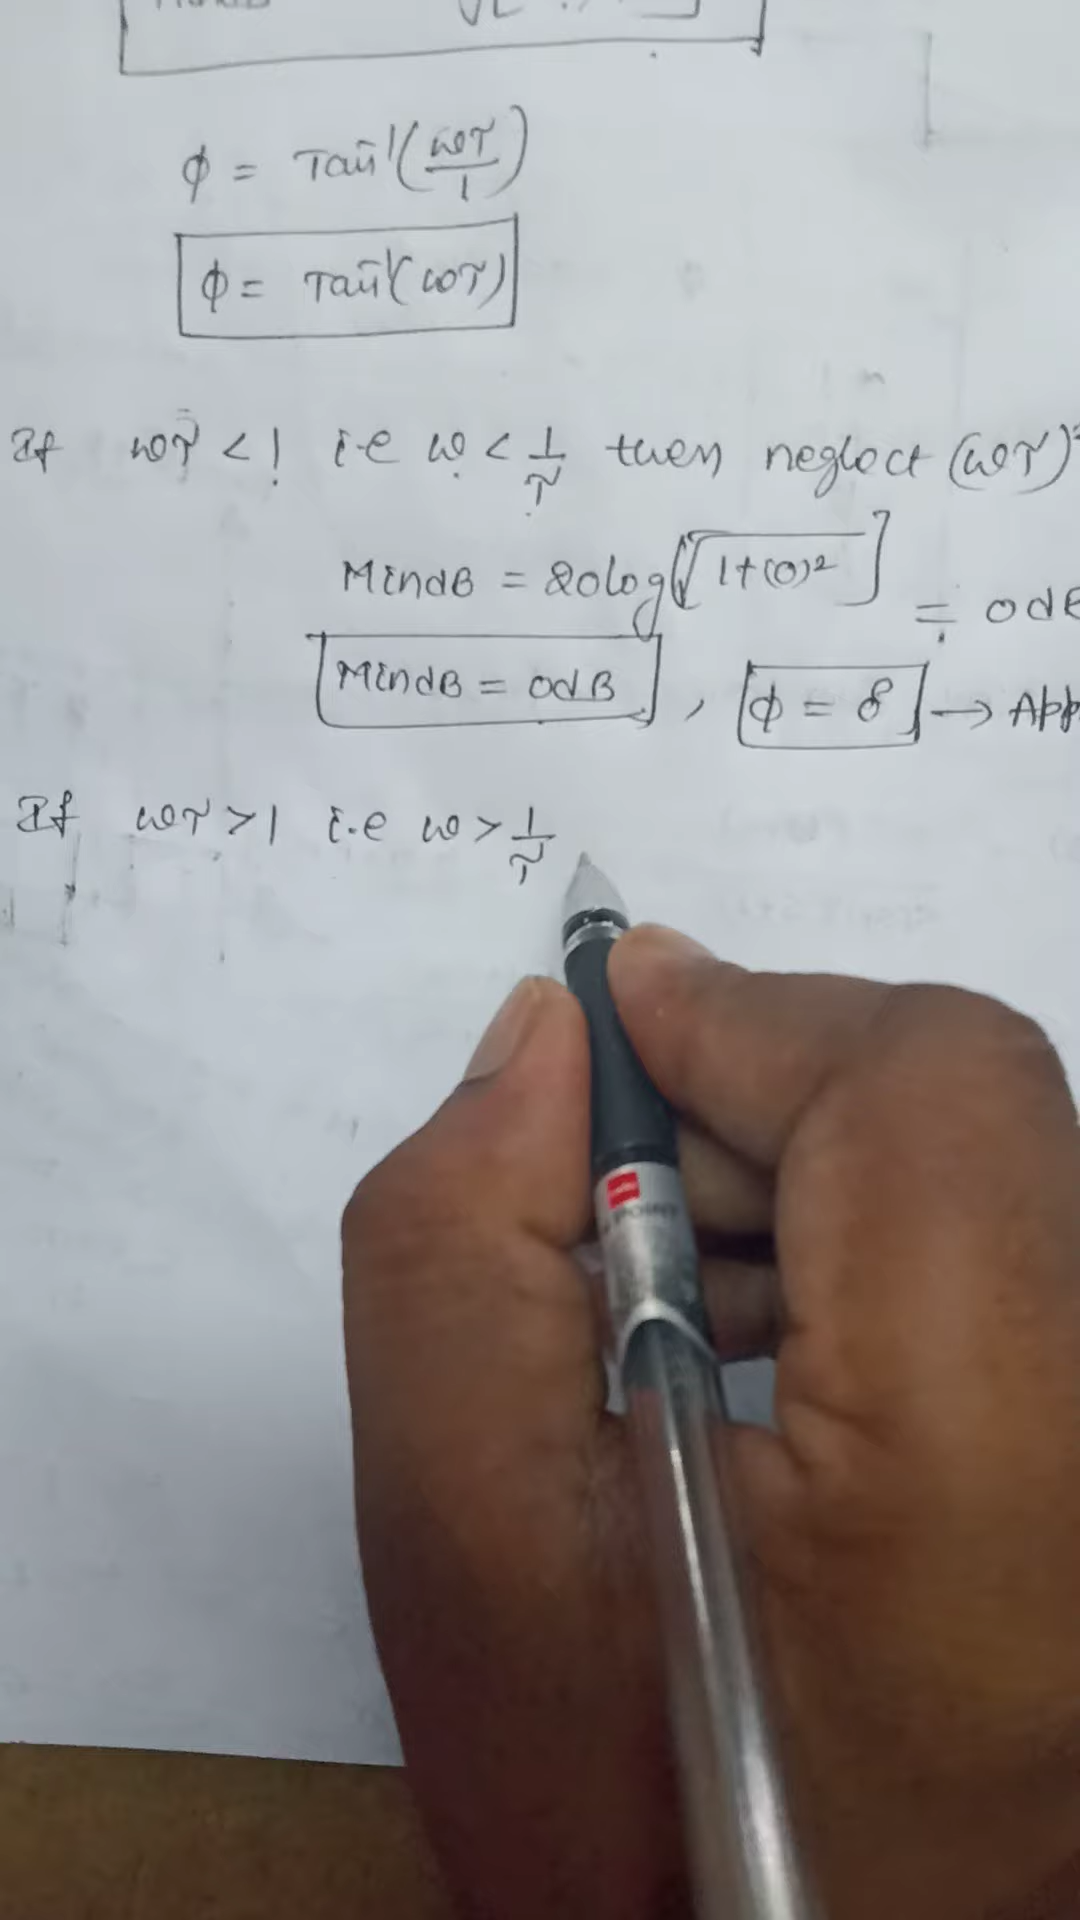 ϕ = Tan⁻¹(ωτ/1)
ϕ = Tan⁻¹(ωτ)
If ωτ < 1 i.e ω < 1/τ then neglect (ωτ)²
MindB = 20log[√1+(0)²] = 0dB
MindB = 0dB , ϕ = 0° → App
If ωτ > 1 i.e ω > 1/τ
POINT